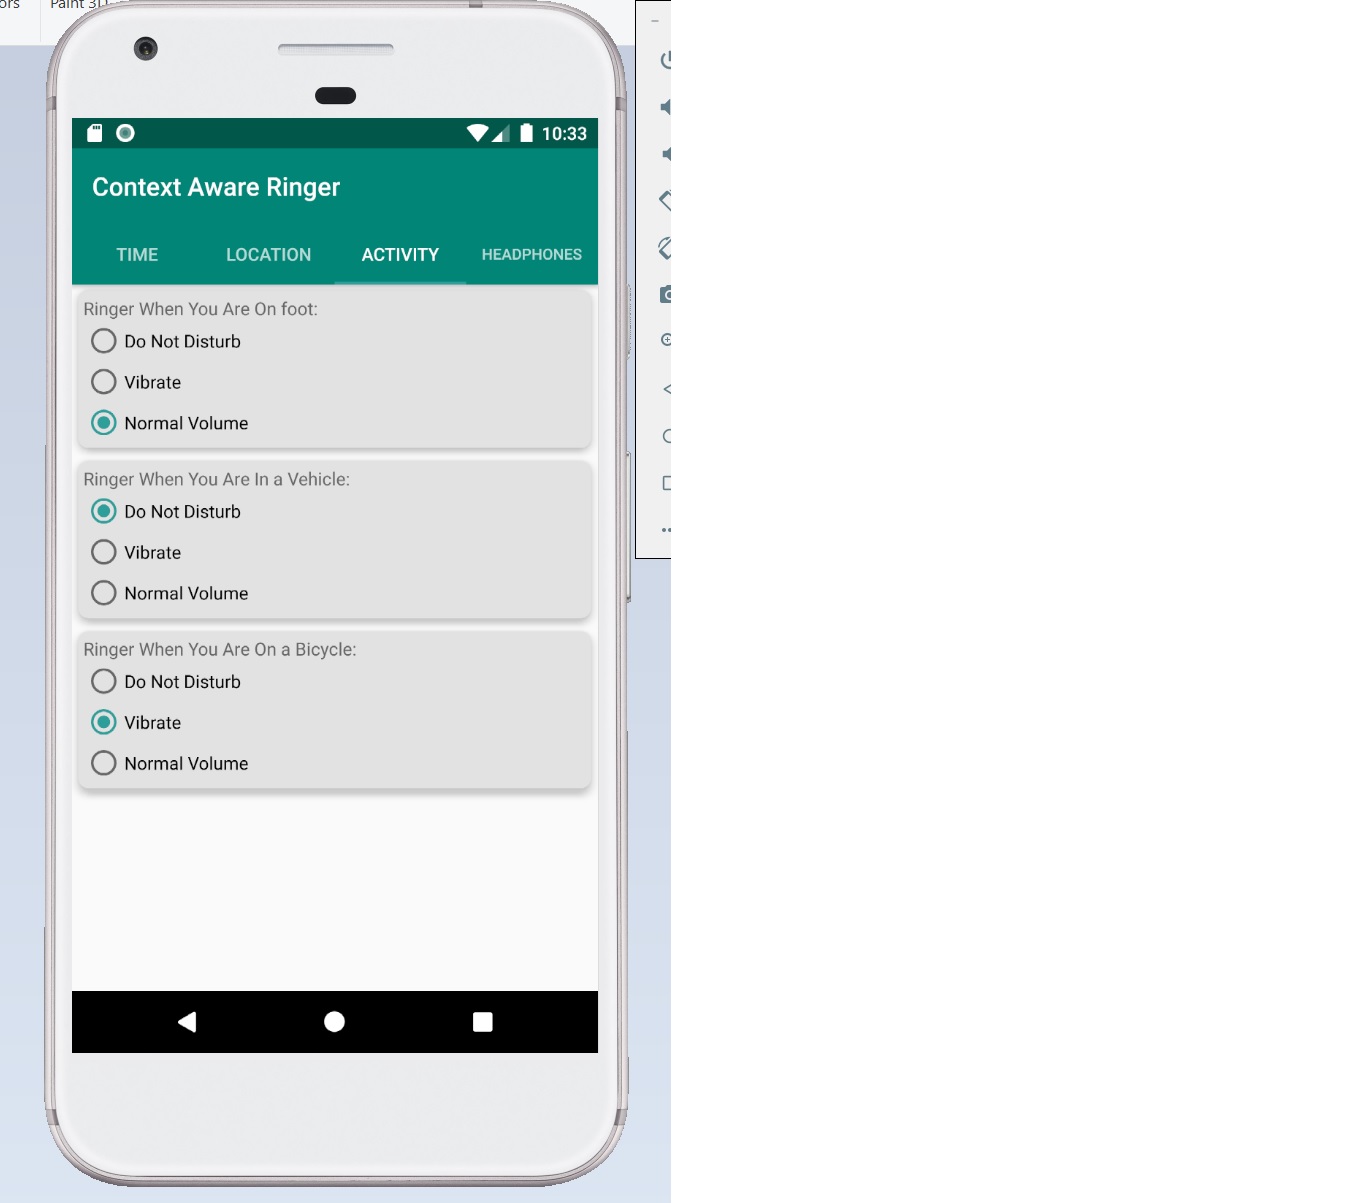 Paint 3D
10:33
Context Aware Ringer
TIME LOCATION ACTIVITY HEADPHONES
Ringer When You Are On foot:
Do Not Disturb
Vibrate
Normal Volume
Ringer When You Are In a Vehicle:
Do Not Disturb
Vibrate
Normal Volume
Ringer When You Are On a Bicycle:
Do Not Disturb
Vibrate
Normal Volume